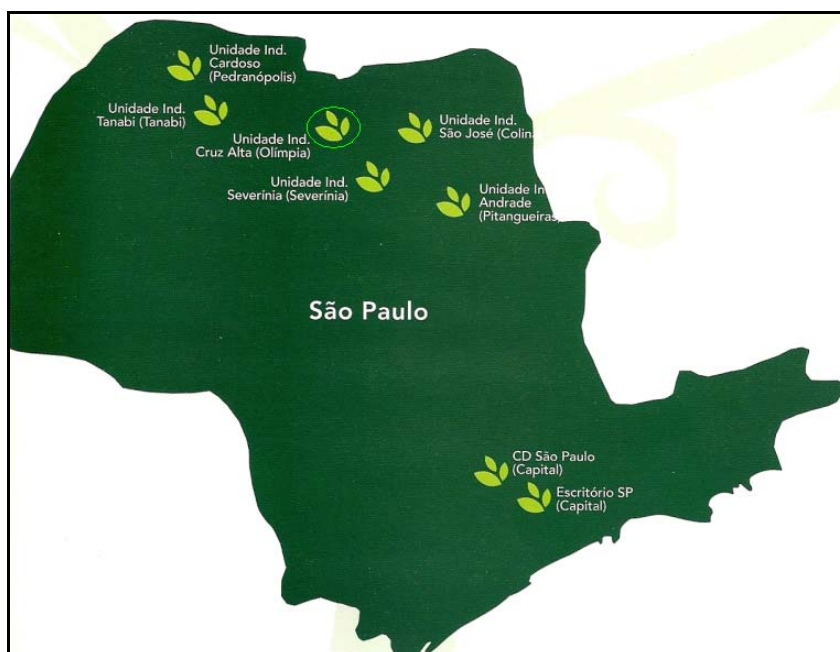 Unidade Ind.
Cardoso
(Pedranópolis)
Unidade Ind.
Tanabi (Tanabi)
Unidade Ind.
Cruz Alta (Olímpia)
Unidade Ind.
São José (Colin
Unidade Ind.
Severínia (Severínia)
Unidade In
Andrade
(Pitangueiras
São Paulo
CD São Paulo
(Capital)
Escritório SP
(Capital)